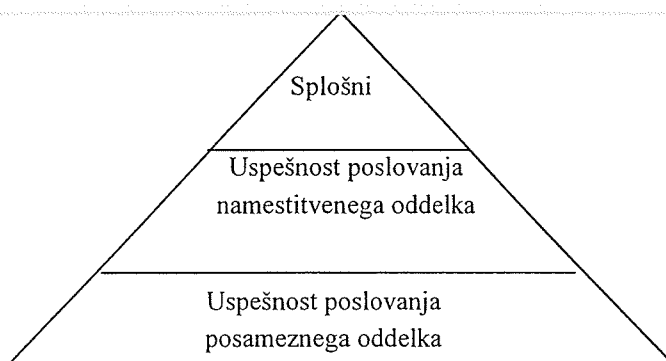 Splošni
Uspešnost poslovanja
namestitvenega oddelka
Uspešnost poslovanja
posameznega oddelka